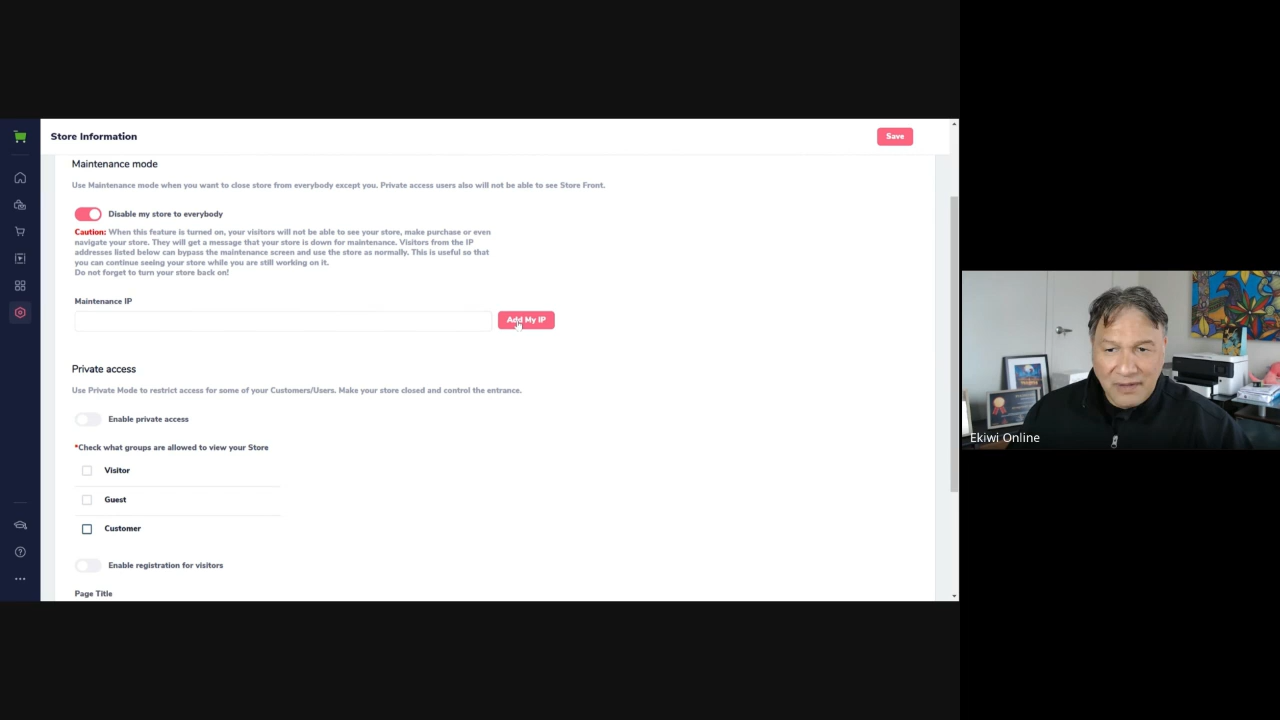 Store Information
Save
Maintenance mode
Use Maintenance mode when you want to close store from everybody except you. Private access users also will not be able to see Store Front.
Disable my store to everybody
Caution: When this feature is turned on, your visitors will not be able to see your store, make purchase or even
navigate your store. They will get a message that your store is down for maintenance. Visitors from the IP
addresses listed below can bypass the maintenance screen and use the store as normally. This is useful so that
you can continue seeing your store while you are still working on it.
Do not forget to turn your store back on!
Maintenance IP
Add My IP
Private access
Use Private Mode to restrict access for some of your Customers/Users. Make your store closed and control the entrance.
Enable private access
*Check what groups are allowed to view your Store
Visitor
Guest
Customer
Enable registration for visitors
Page Title
Ekiwi Online